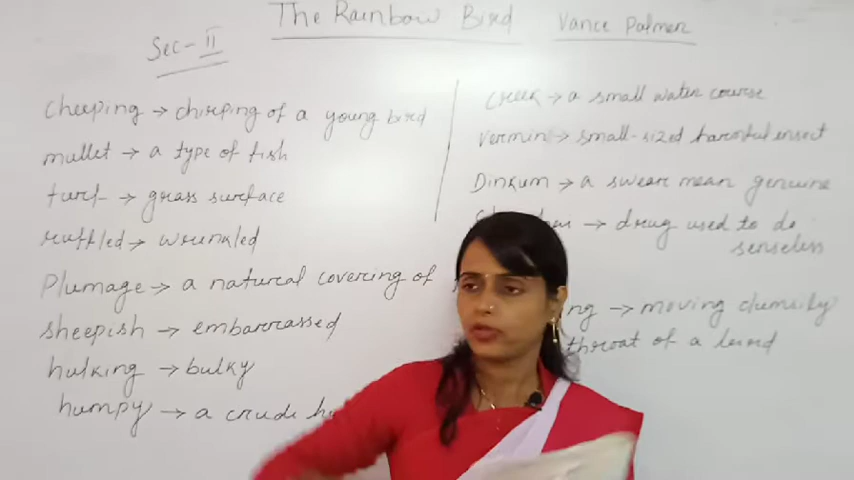 The Rainbow Bird Vance Palmer
Sec-II
cheeping → chirping of a young bird
mullet → a type of fish
turf → grass surface
ruffled → wrinkled
Plumage → a natural covering of
sheepish → embarrassed
hulking → bulky
humpy → a crude
creek → a small water course
vermin → small-sized harmful insect
Dinkum → a swear mean genuine
→ drug used to do
senseless
→ moving clumsily
throat of a